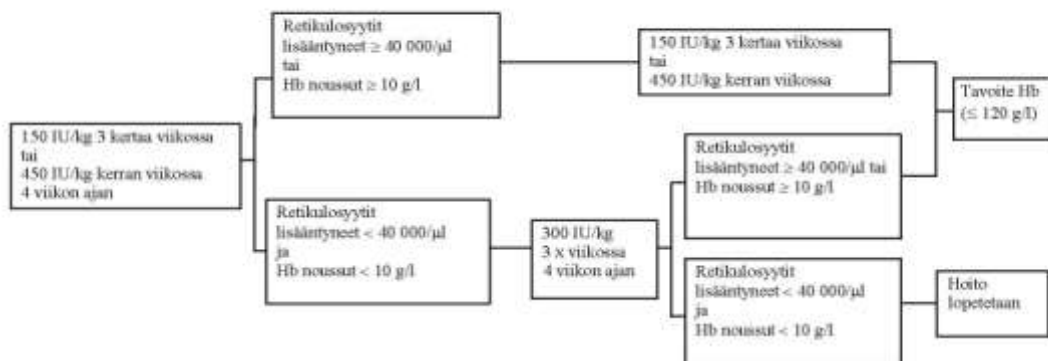 150 IU/kg 3 kertaa viikossa
tai
450 IU/kg kerran viikossa
4 viikon ajan
Retikulosyytit
lisääntyneet ≥ 40 000/µl
tai
Hb noussut ≥ 10 g/l
150 IU/kg 3 kertaa viikossa
tai
450 IU/kg kerran viikossa
Tavoite Hb
(≤ 120 g/l)
Retikulosyytit
lisääntyneet < 40 000/µl
ja
Hb noussut < 10 g/l
300 IU/kg
3 x viikossa
4 viikon ajan
Retikulosyytit
lisääntyneet ≥ 40 000/µl tai
Hb noussut ≥ 10 g/l
Retikulosyytit
lisääntyneet < 40 000/µl
ja
Hb noussut < 10 g/l
Hoito
lopetetaan